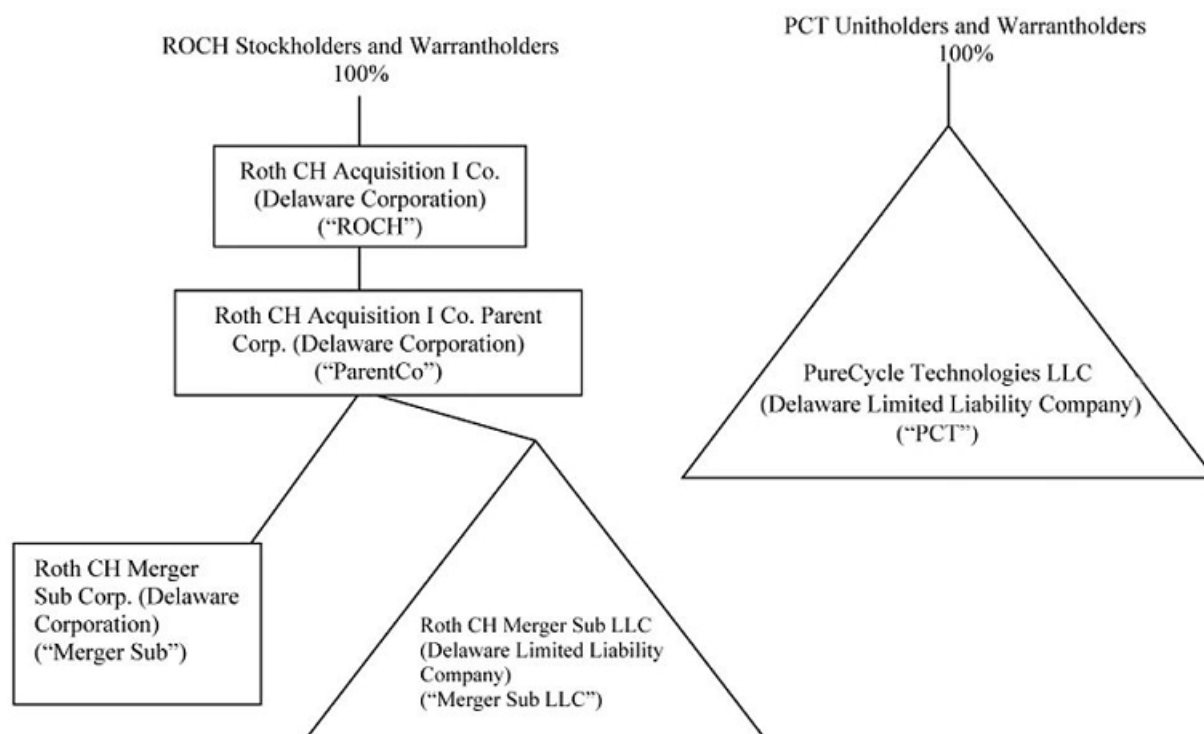 ROCH Stockholders and Warrantholders
100%
PCT Unitholders and Warrantholders
100%
Roth CH Acquisition I Co.
(Delaware Corporation)
(“ROCH”)
Roth CH Acquisition I Co. Parent
Corp. (Delaware Corporation)
(“ParentCo”)
PureCycle Technologies LLC
(Delaware Limited Liability Company)
(“PCT”)
Roth CH Merger
Sub Corp. (Delaware
Corporation)
(“Merger Sub”)
Roth CH Merger Sub LLC
(Delaware Limited Liability
Company)
(“Merger Sub LLC”)